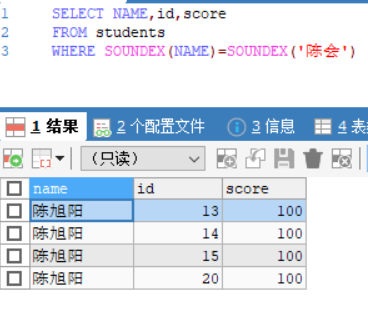 1 SELECT NAME,id,score
2 FROM students
3 WHERE SOUNDEX(NAME)=SOUNDEX('陈会')
1 结果 2 个配置文件 3 信息 4 表
(只读)
name id score
陈旭阳 13 100
陈旭阳 14 100
陈旭阳 15 100
陈旭阳 20 100